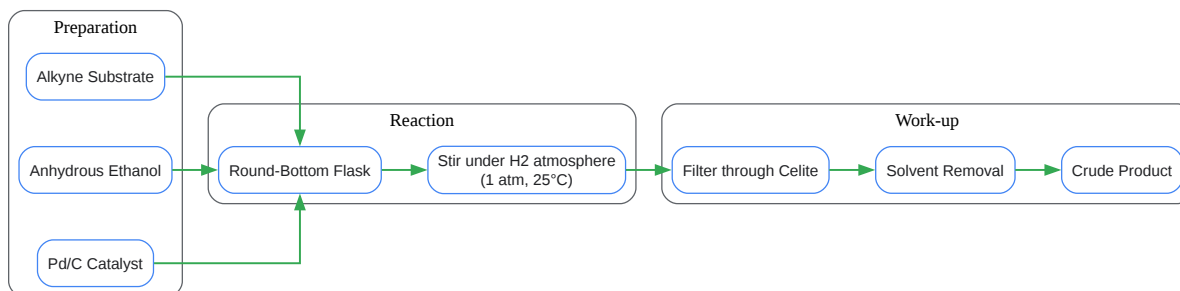 Preparation
Alkyne Substrate
Anhydrous Ethanol
Pd/C Catalyst
Reaction
Round-Bottom Flask
Stir under H2 atmosphere
(1 atm, 25°C)
Work-up
Filter through Celite
Solvent Removal
Crude Product